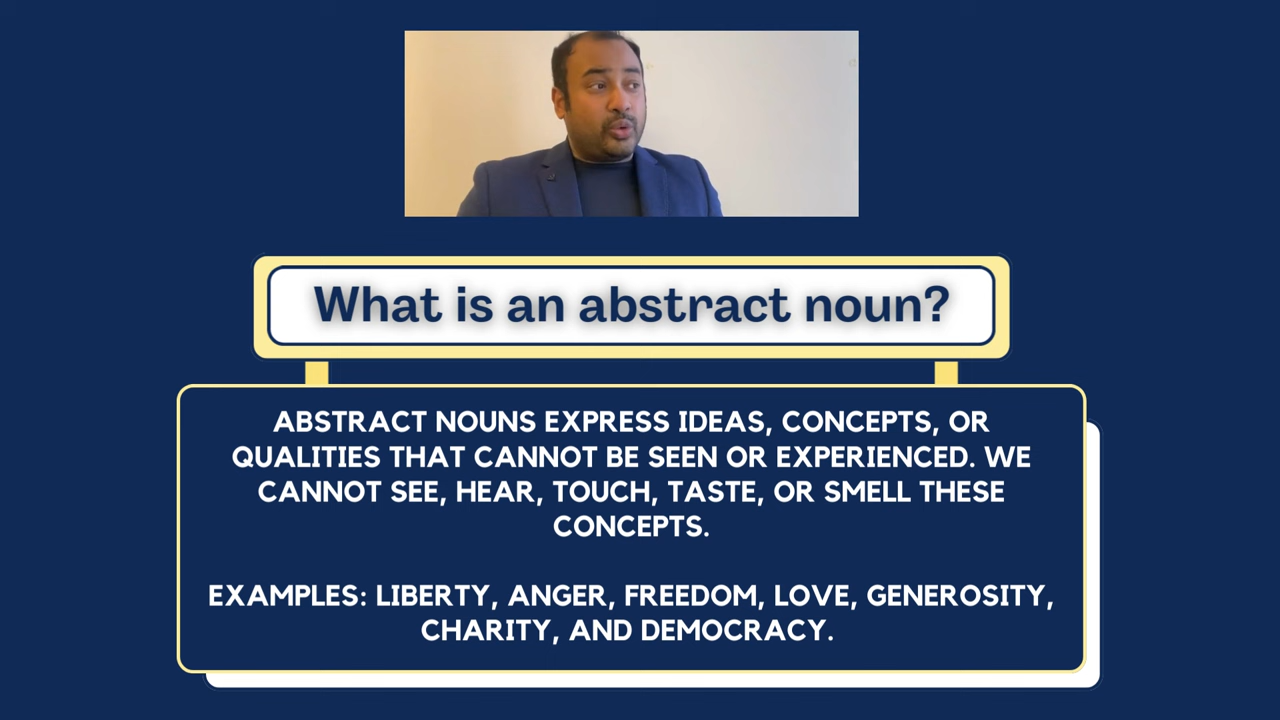 What is an abstract noun?
ABSTRACT NOUNS EXPRESS IDEAS, CONCEPTS, OR
QUALITIES THAT CANNOT BE SEEN OR EXPERIENCED. WE
CANNOT SEE, HEAR, TOUCH, TASTE, OR SMELL THESE
CONCEPTS.
EXAMPLES: LIBERTY, ANGER, FREEDOM, LOVE, GENEROSITY,
CHARITY, AND DEMOCRACY.